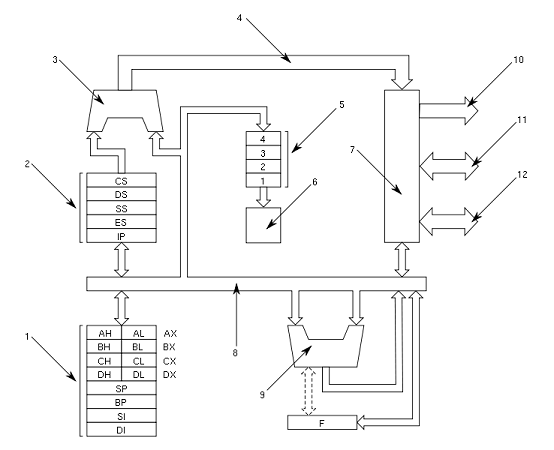 4
3
10
5
4
3
2
1
7
11
6
12
2
CS
DS
SS
ES
IP
8
1
AH AL AX
BH BL BX
CH CL CX
DH DL DX
SP
BP
SI
DI
9
F